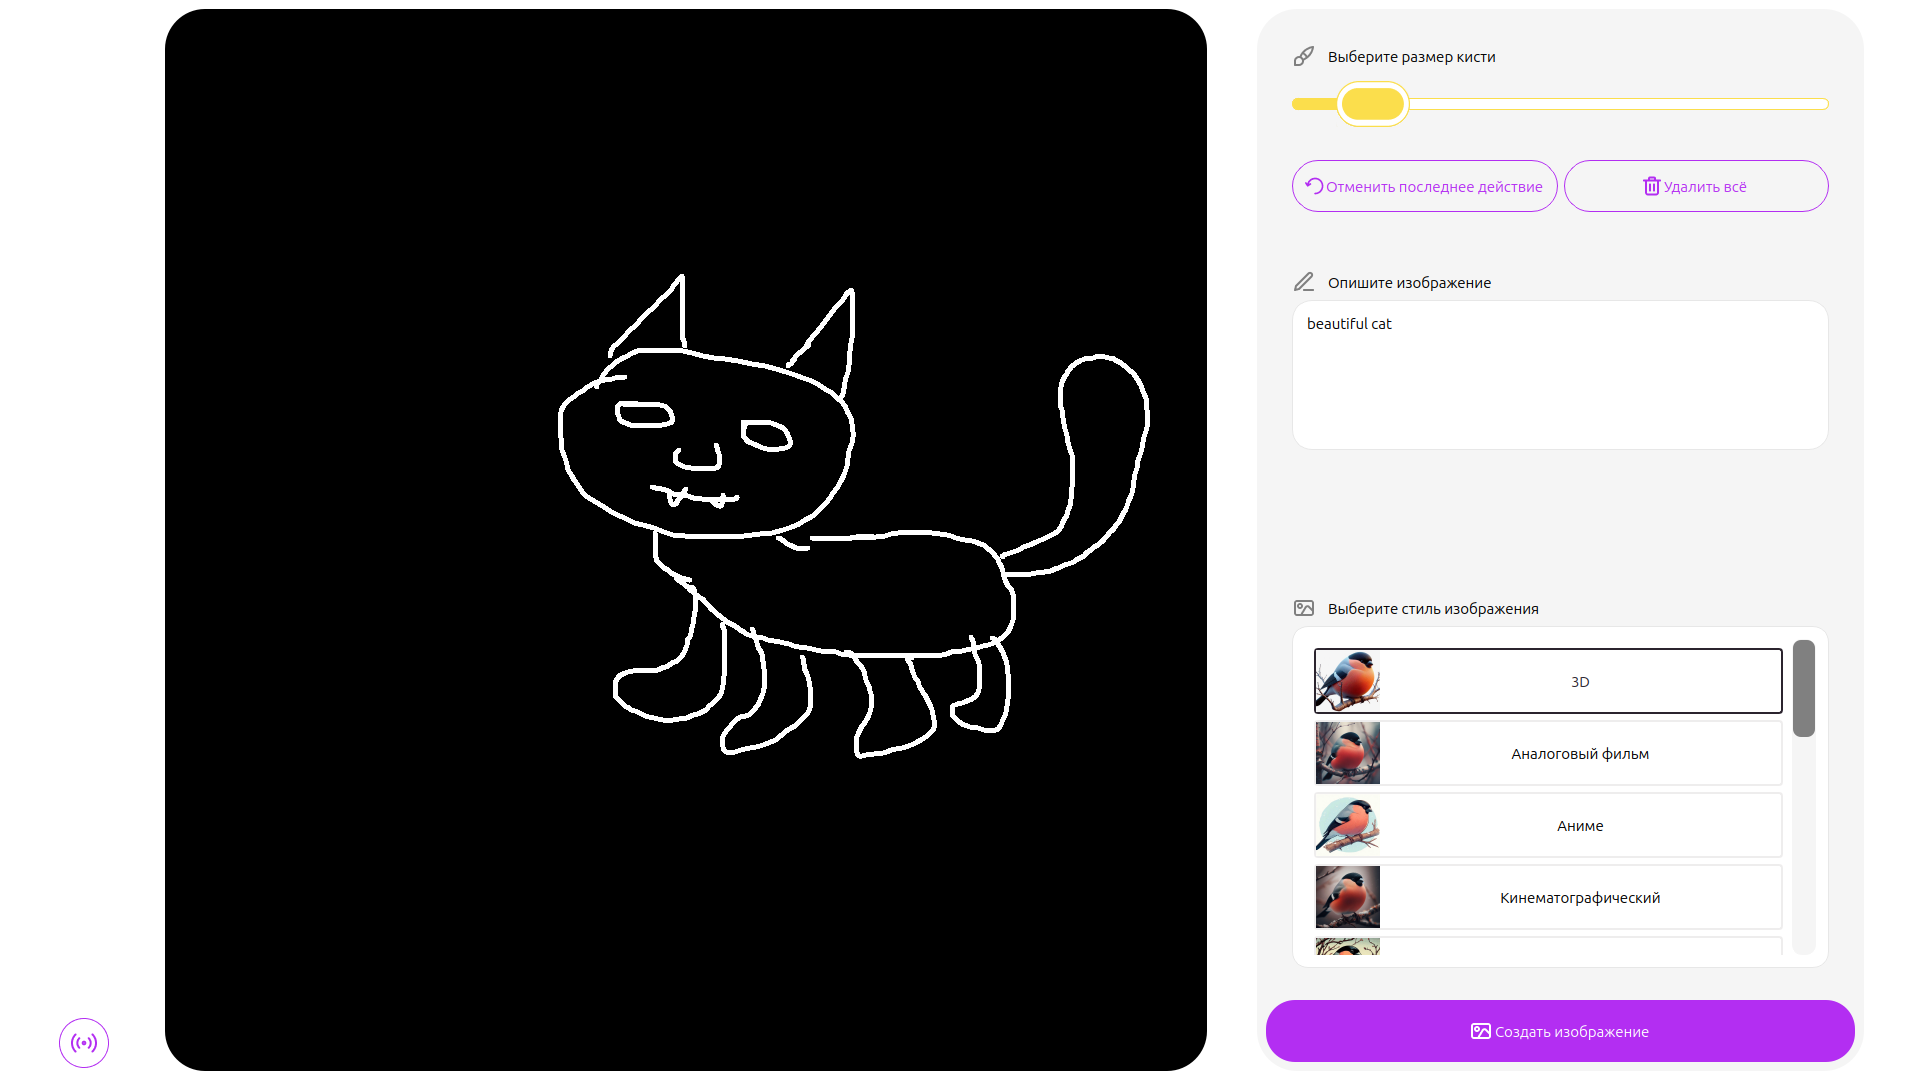 Выберите размер кисти
Отменить последнее действие
Удалить всё
Опишите изображение
beautiful cat
Выберите стиль изображения
3D
Аналоговый фильм
Аниме
Кинематографический
Создать изображение